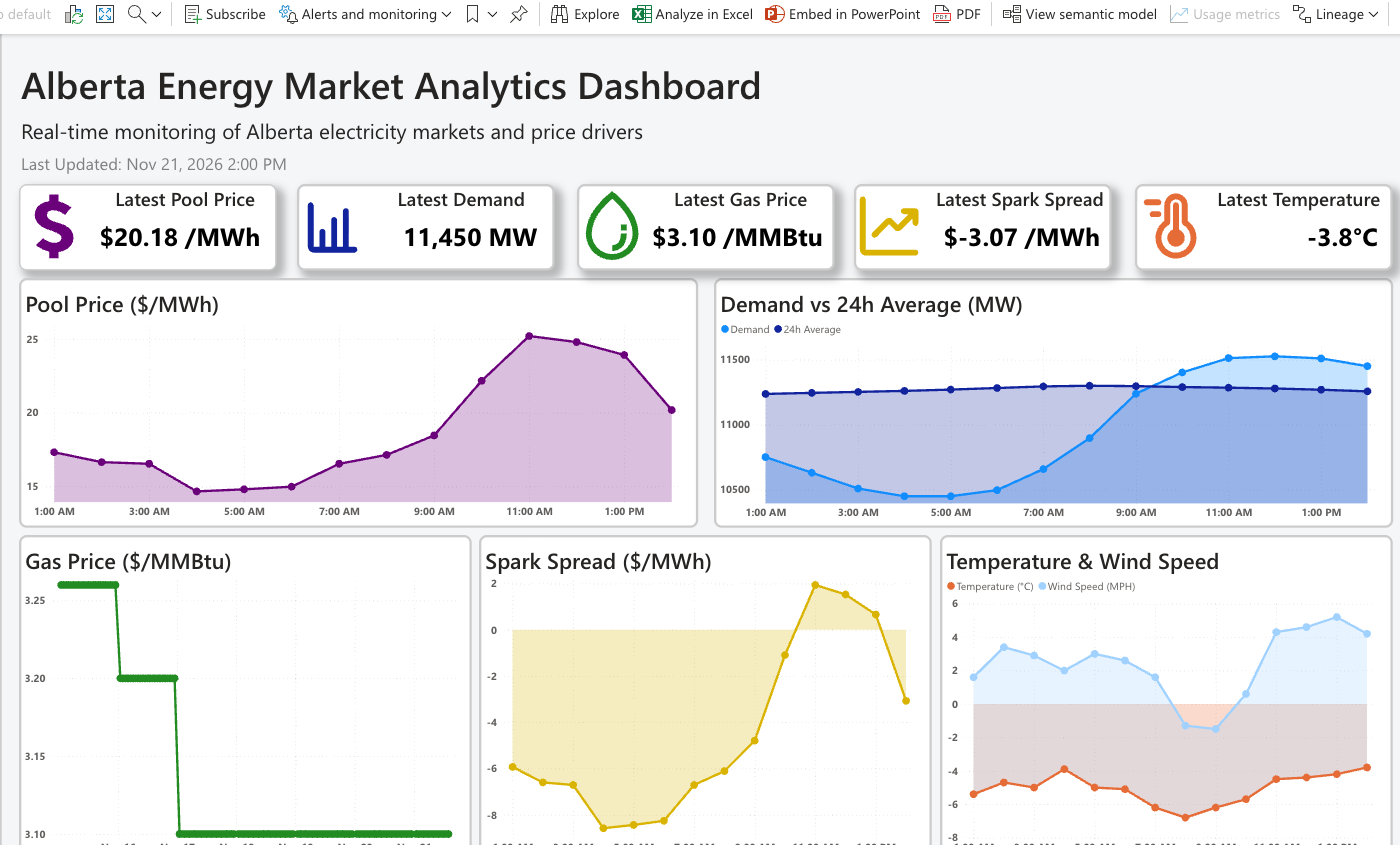 default Subscribe Alerts and monitoring Explore Analyze in Excel Embed in PowerPoint PDF View semantic model Usage metrics Lineage
Alberta Energy Market Analytics Dashboard
Real-time monitoring of Alberta electricity markets and price drivers
Last Updated: Nov 21, 2026 2:00 PM
Latest Pool Price
$20.18 /MWh
Latest Demand
11,450 MW
Latest Gas Price
$3.10 /MMBtu
Latest Spark Spread
$-3.07 /MWh
Latest Temperature
-3.8°C
Pool Price ($/MWh)
25
20
15
1:00 AM 3:00 AM 5:00 AM 7:00 AM 9:00 AM 11:00 AM 1:00 PM
Demand vs 24h Average (MW)
Demand 24h Average
11500
11000
10500
1:00 AM 3:00 AM 5:00 AM 7:00 AM 9:00 AM 11:00 AM 1:00 PM
Gas Price ($/MMBtu)
3.25
3.20
3.15
3.10
Spark Spread ($/MWh)
2
0
-2
-4
-6
-8
Temperature & Wind Speed
Temperature (°C) Wind Speed (MPH)
6
4
2
0
-2
-4
-6
-8